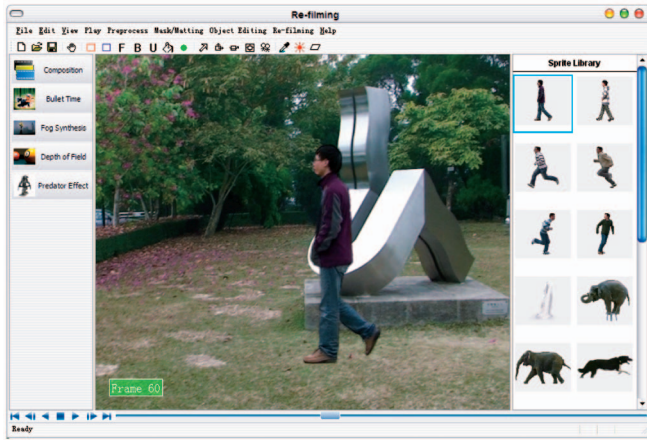 Re-filming
File Edit View Play Preprocess Mask/Matting Object Editing Re-filming Help
F B U
Composition
Bullet Time
Fog Synthesis
Depth of Field
Predator Effect
Sprite Library
Frame 60
Ready